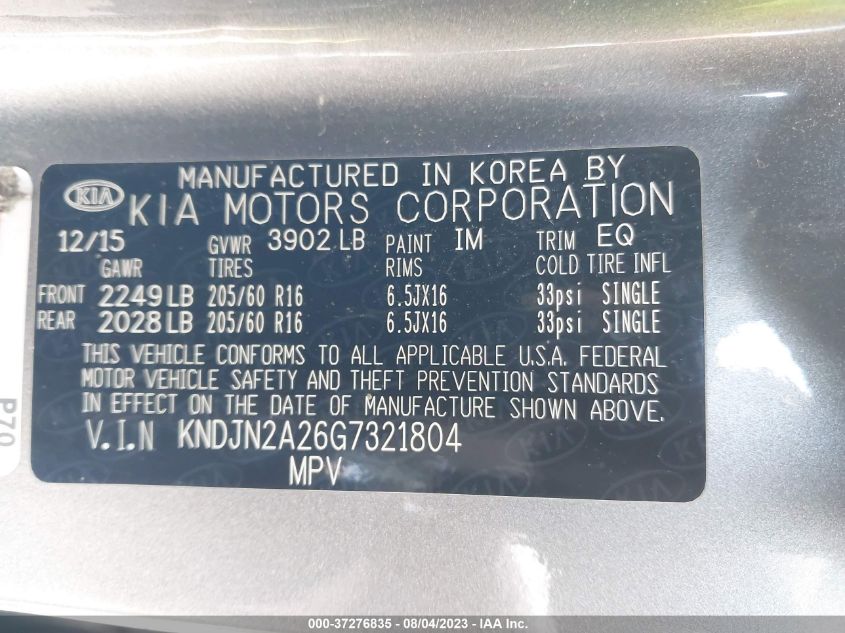 MANUFACTURED IN KOREA BY
KIA KIA MOTORS CORPORATION
12/15 GVWR 3902 LB PAINT IM TRIM EQ
GAWR TIRES RIMS COLD TIRE INFL
FRONT 2249 LB 205/60 R16 6.5JX16 33psi SINGLE
REAR 2028 LB 205/60 R16 6.5JX16 33psi SINGLE
THIS VEHICLE CONFORMS TO ALL APPLICABLE U.S.A. FEDERAL
MOTOR VEHICLE SAFETY AND THEFT PREVENTION STANDARDS
IN EFFECT ON THE DATE OF MANUFACTURE SHOWN ABOVE.
V.I.N KNDJN2A26G7321804
MPV
P70
000-37276835 - 08/04/2023 - IAA Inc.